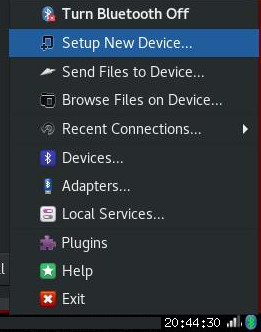 Turn Bluetooth Off
Setup New Device...
Send Files to Device...
Browse Files on Device...
Recent Connections...
Devices...
Adapters...
Local Services...
Plugins
Help
Exit
20:44:30